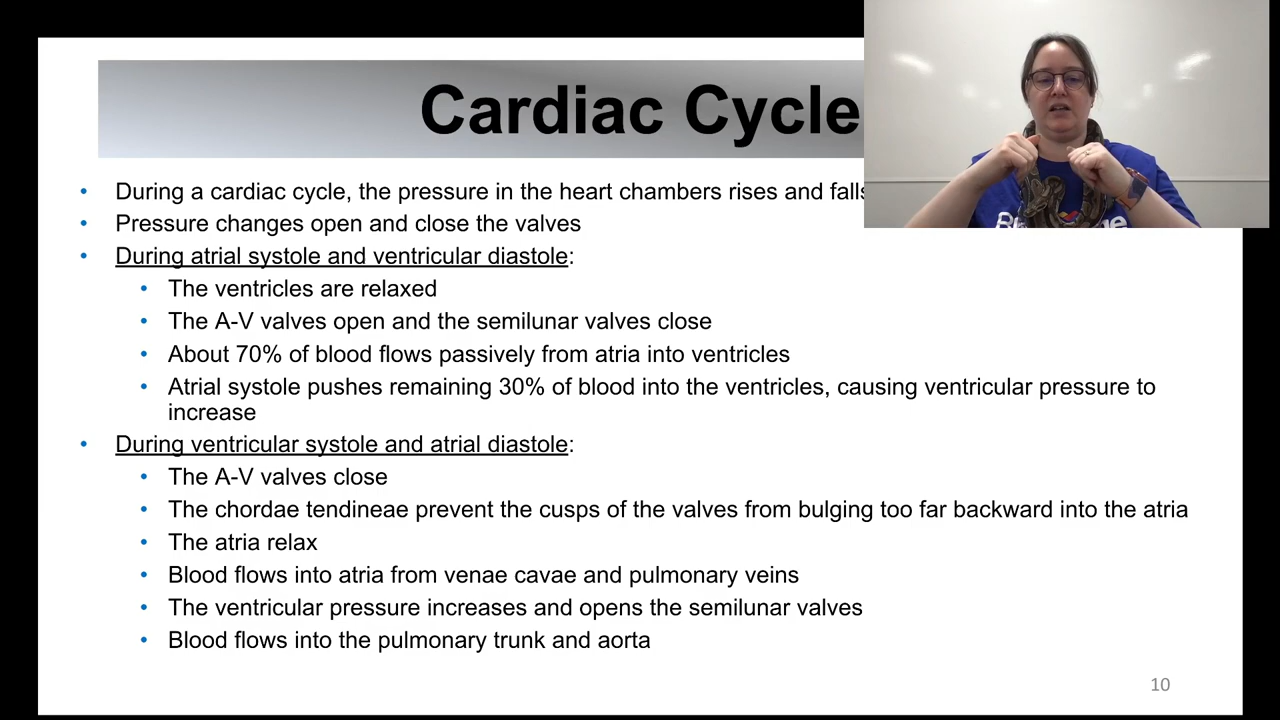 Cardiac Cycle
• During a cardiac cycle, the pressure in the heart chambers rises and falls
• Pressure changes open and close the valves
• During atrial systole and ventricular diastole:
• The ventricles are relaxed
• The A-V valves open and the semilunar valves close
• About 70% of blood flows passively from atria into ventricles
• Atrial systole pushes remaining 30% of blood into the ventricles, causing ventricular pressure to
increase
• During ventricular systole and atrial diastole:
• The A-V valves close
• The chordae tendineae prevent the cusps of the valves from bulging too far backward into the atria
• The atria relax
• Blood flows into atria from venae cavae and pulmonary veins
• The ventricular pressure increases and opens the semilunar valves
• Blood flows into the pulmonary trunk and aorta
10